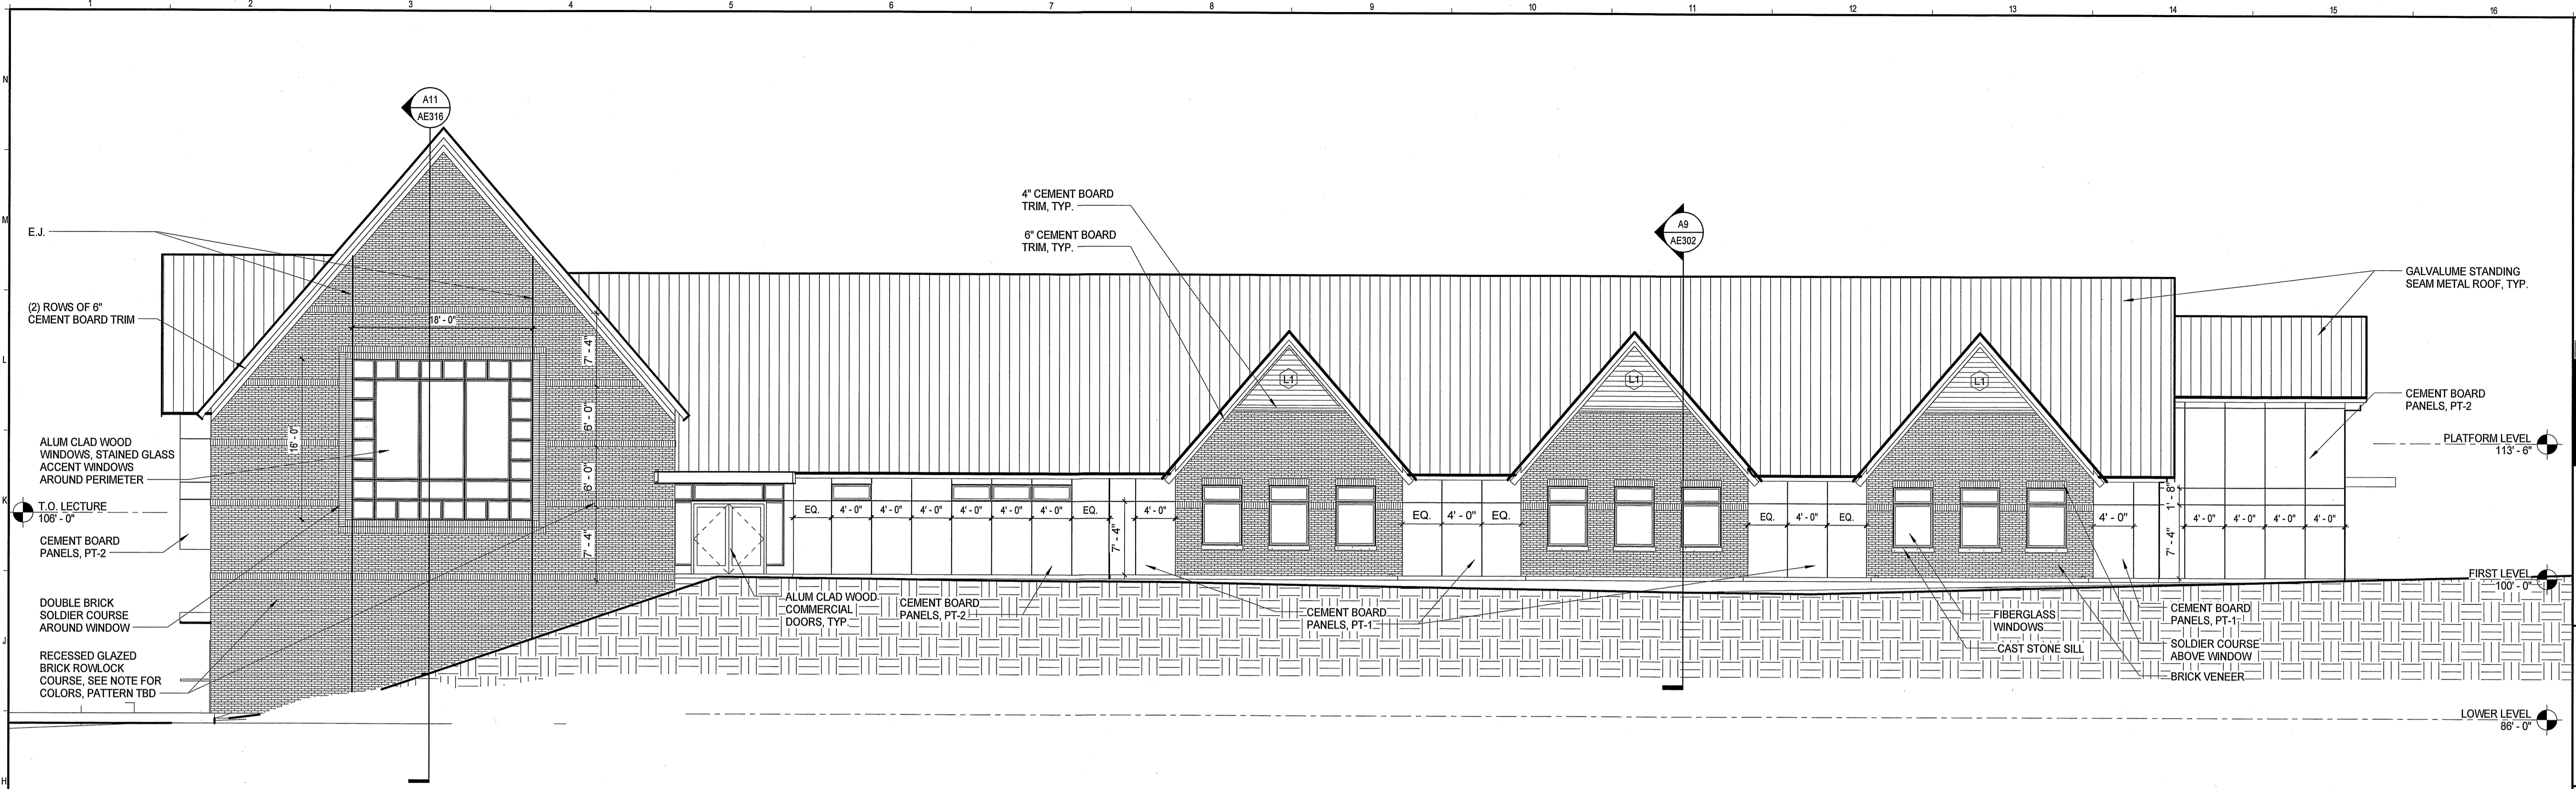 1 2 3 4 5 6 7 8 9 10 11 12 13 14 15 16
N
M
L
K
J
H
A11
AE316
E.J.
(2) ROWS OF 6"
CEMENT BOARD TRIM
ALUM CLAD WOOD
WINDOWS, STAINED GLASS
ACCENT WINDOWS
AROUND PERIMETER
T.O. LECTURE
106' - 0"
CEMENT BOARD
PANELS, PT-2
DOUBLE BRICK
SOLDIER COURSE
AROUND WINDOW
RECESSED GLAZED
BRICK ROWLOCK
COURSE, SEE NOTE FOR
COLORS, PATTERN TBD
18' - 0"
16' - 0"
7' - 4"
6' - 0"
6' - 0"
7' - 4"
4" CEMENT BOARD
TRIM, TYP.
6" CEMENT BOARD
TRIM, TYP.
A9
AE302
L1
L1
L1
EQ. 4' - 0" 4' - 0" 4' - 0" 4' - 0" 4' - 0" 4' - 0" EQ.
7' - 4"
4' - 0"
EQ. 4' - 0" EQ.
EQ. 4' - 0" EQ.
4' - 0"
1' - 8"
7' - 4"
4' - 0" 4' - 0" 4' - 0" 4' - 0"
ALUM CLAD WOOD
COMMERCIAL
DOORS, TYP.
CEMENT BOARD
PANELS, PT-2
CEMENT BOARD
PANELS, PT-1
FIBERGLASS
WINDOWS
CAST STONE SILL
CEMENT BOARD
PANELS, PT-1
SOLDIER COURSE
ABOVE WINDOW
BRICK VENEER
GALVALUME STANDING
SEAM METAL ROOF, TYP.
CEMENT BOARD
PANELS, PT-2
PLATFORM LEVEL
113' - 6"
FIRST LEVEL
100' - 0"
LOWER LEVEL
86' - 0"